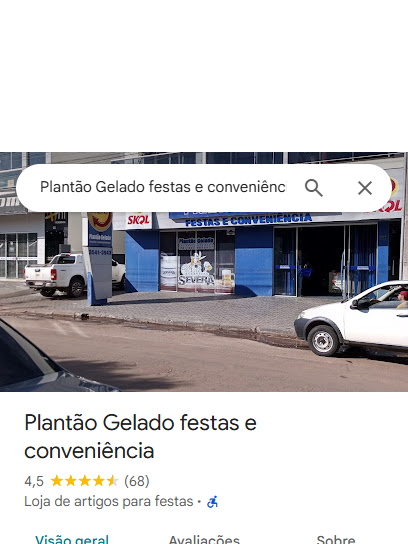 Plantão Gelado festas e conveniênc
SKOL
FESTAS E CONVENIÊNCIA
Plantão Gelado
SEVERA
Plantão Gelado festas e
conveniência
4,5 (68)
Loja de artigos para festas ·
Visão geral
Avaliações
Sobre